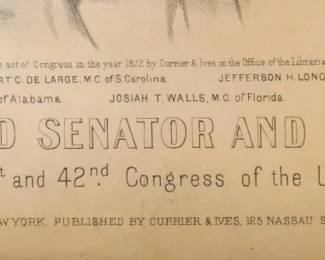 act of Congress in the year 1872 by Currier & Ives in the Office of the Libraria
RT C. DE LARGE, M.C. of S. Carolina JEFFERSON H. LONG
of Alabama. JOSIAH T. WALLS, M.C. of Florida.
D SENATOR AND
st and 42nd Congress of the U
W YORK, PUBLISHED BY CURRIER & IVES, 125 NASSAU S